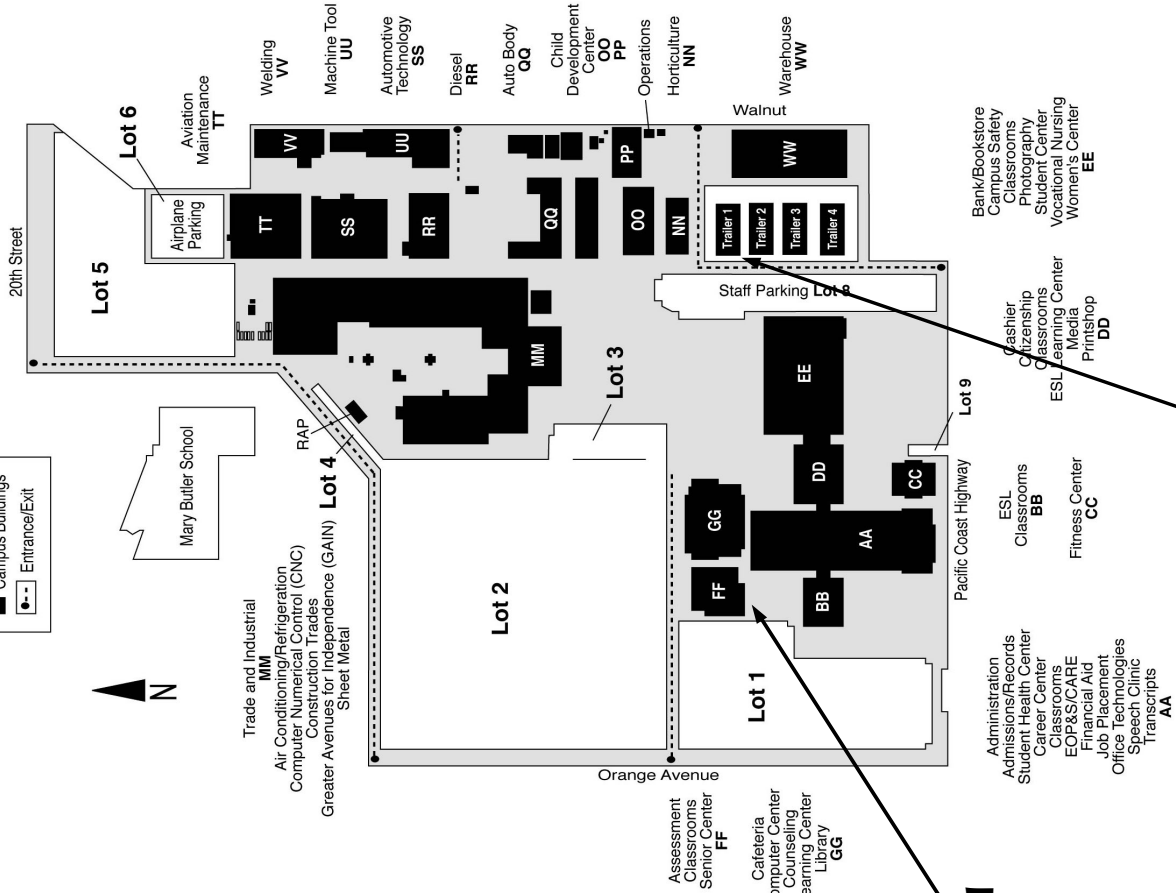 Campus Buildings
Entrance/Exit
N
20th Street
Lot 6
Aviation
Maintenance
TT
Welding
VV
Machine Tool
UU
Automotive
Technology
SS
Diesel
RR
Auto Body
QQ
Child
Development
Center
OO
PP
Operations
Horticulture
NN
Warehouse
WW
Walnut
Lot 5
Airplane
Parking
TT
VV
SS
UU
RR
QQ
PP
OO
NN
WW
Trailer 1
Trailer 2
Trailer 3
Trailer 4
Staff Parking Lot 8
Mary Butler School
RAP
Lot 4
MM
Lot 3
Lot 2
Lot 1
EE
DD
CC
GG
AA
FF
BB
Lot 9
Pacific Coast Highway
Orange Avenue
Trade and Industrial
MM
Air Conditioning/Refrigeration
Computer Numerical Control (CNC)
Construction Trades
Greater Avenues for Independence (GAIN)
Sheet Metal
Assessment
Classrooms
Senior Center
FF
Cafeteria
Counseling
Library
GG
Administration
Admissions/Records
Student Health Center
Career Center
Classrooms
EOP&S/CARE
Financial Aid
Job Placement
Office Technologies
Speech Clinic
Transcripts
AA
ESL
Classrooms
BB
Fitness Center
CC
Cashier
Citizenship
Classrooms
ESL Learning Center
Media
Printshop
DD
Bank/Bookstore
Campus Safety
Classrooms
Photography
Student Center
Vocational Nursing
Women's Center
EE